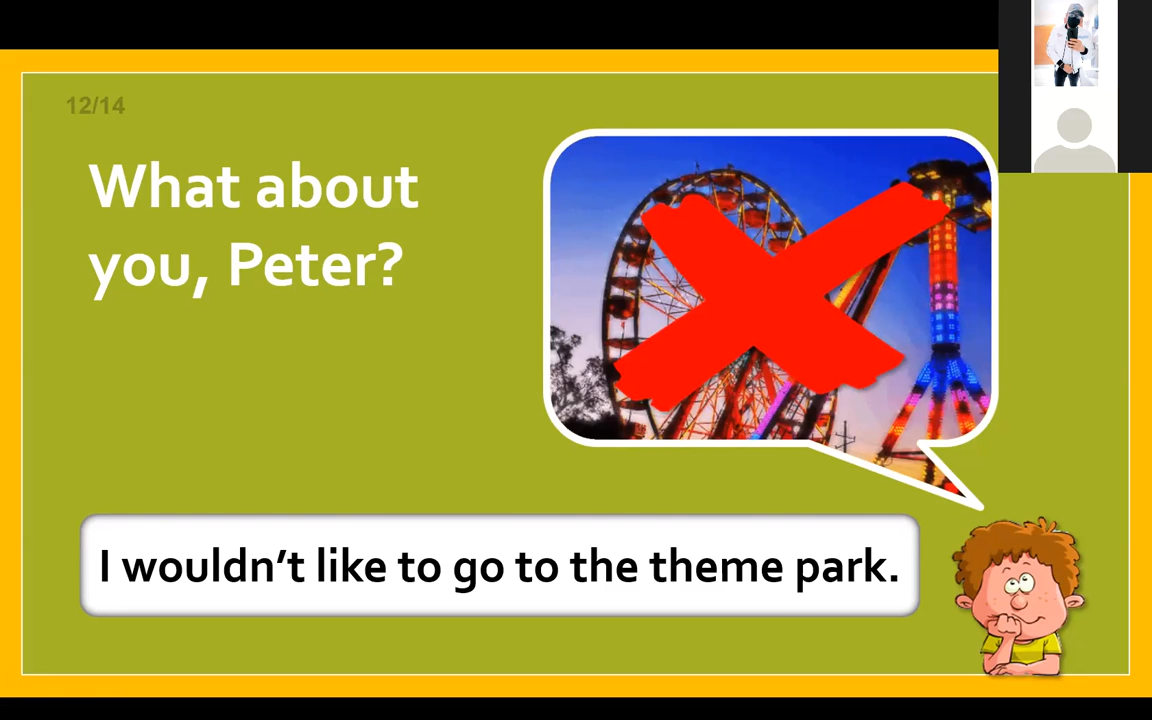 12/14
What about
you, Peter?
I wouldn’t like to go to the theme park.